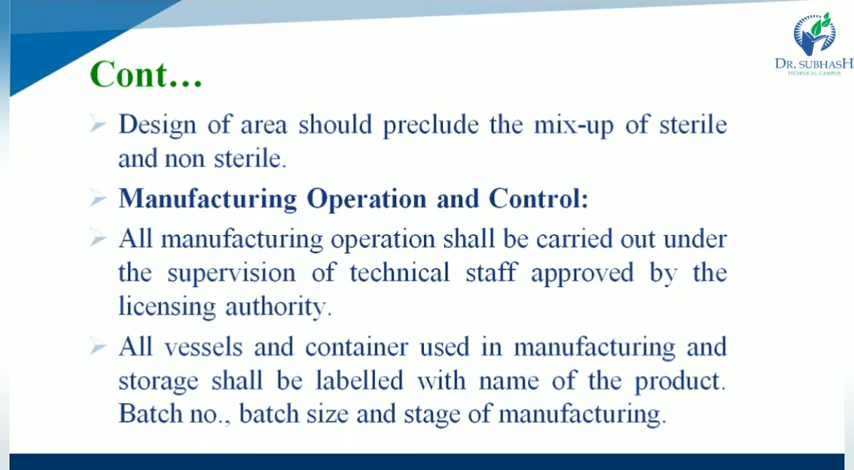 DR. SUBHASH
TECHNICAL CAMPUS
Cont…
Design of area should preclude the mix-up of sterile
and non sterile.
Manufacturing Operation and Control:
All manufacturing operation shall be carried out under
the supervision of technical staff approved by the
licensing authority.
All vessels and container used in manufacturing and
storage shall be labelled with name of the product.
Batch no., batch size and stage of manufacturing.